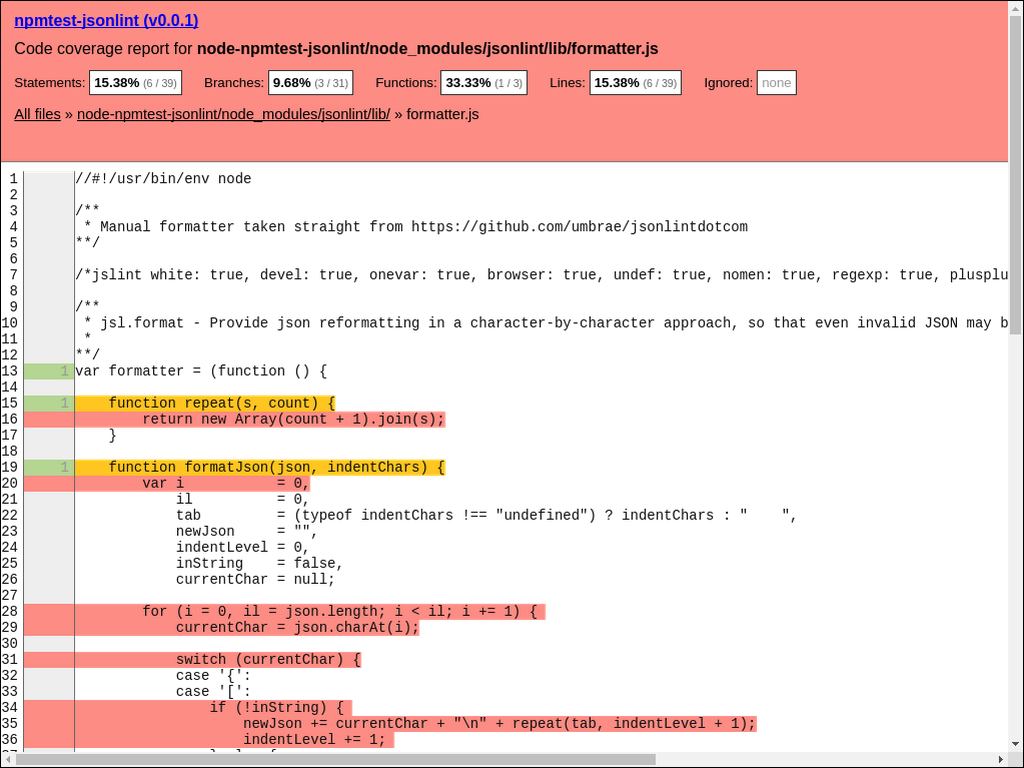 npmtest-jsonlint (v0.0.1)
Code coverage report for node-npmtest-jsonlint/node_modules/jsonlint/lib/formatter.js
Statements: 15.38% (6 / 39) Branches: 9.68% (3 / 31) Functions: 33.33% (1 / 3) Lines: 15.38% (6 / 39) Ignored: none
All files » node-npmtest-jsonlint/node_modules/jsonlint/lib/ » formatter.js
1 //#!/usr/bin/env node
2
3 /**
4  * Manual formatter taken straight from https://github.com/umbrae/jsonlintdotcom
5 **/
6
7 /*jslint white: true, devel: true, onevar: true, browser: true, undef: true, nomen: true, regexp: true, plusplu
8
9 /**
10  * jsl.format - Provide json reformatting in a character-by-character approach, so that even invalid JSON may b
11  *
12 **/
13 1 var formatter = (function () {
14
15 1     function repeat(s, count) {
16         return new Array(count + 1).join(s);
17     }
18
19 1     function formatJson(json, indentChars) {
20         var i           = 0,
21             il          = 0,
22             tab         = (typeof indentChars !== "undefined") ? indentChars : "    ",
23             newJson     = "",
24             indentLevel = 0,
25             inString    = false,
26             currentChar = null;
27
28         for (i = 0, il = json.length; i < il; i += 1) {
29             currentChar = json.charAt(i);
30
31             switch (currentChar) {
32             case '{':
33             case '[':
34                 if (!inString) {
35                     newJson += currentChar + "\n" + repeat(tab, indentLevel + 1);
36                     indentLevel += 1;